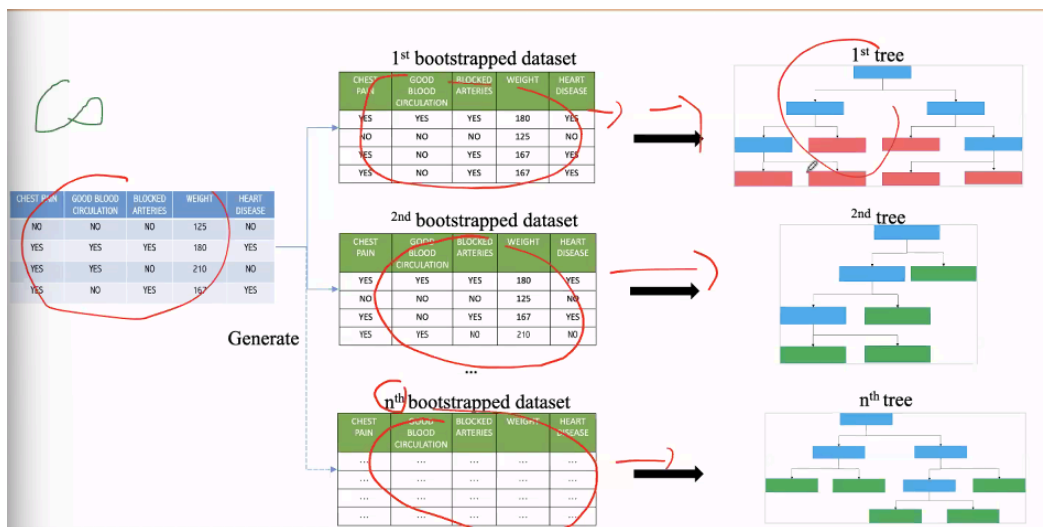 1st bootstrapped dataset
CHEST PAIN GOOD BLOOD CIRCULATION BLOCKED ARTERIES WEIGHT HEART DISEASE
YES YES YES 180 YES
NO NO NO 125 NO
YES NO YES 167 YES
YES NO YES 167 YES
1st tree
CHEST PAIN GOOD BLOOD CIRCULATION BLOCKED ARTERIES WEIGHT HEART DISEASE
NO NO NO 125 NO
YES YES YES 180 YES
YES YES NO 210 NO
YES NO YES 167 YES
Generate
2nd bootstrapped dataset
CHEST PAIN GOOD BLOOD CIRCULATION BLOCKED ARTERIES WEIGHT HEART DISEASE
YES YES YES 180 YES
NO NO NO 125 NO
YES NO YES 167 YES
YES YES NO 210 NO
...
2nd tree
nth bootstrapped dataset
CHEST PAIN GOOD BLOOD CIRCULATION BLOCKED ARTERIES WEIGHT HEART DISEASE
... ... ... ... ...
... ... ... ... ...
... ... ... ... ...
... ... ... ... ...
nth tree